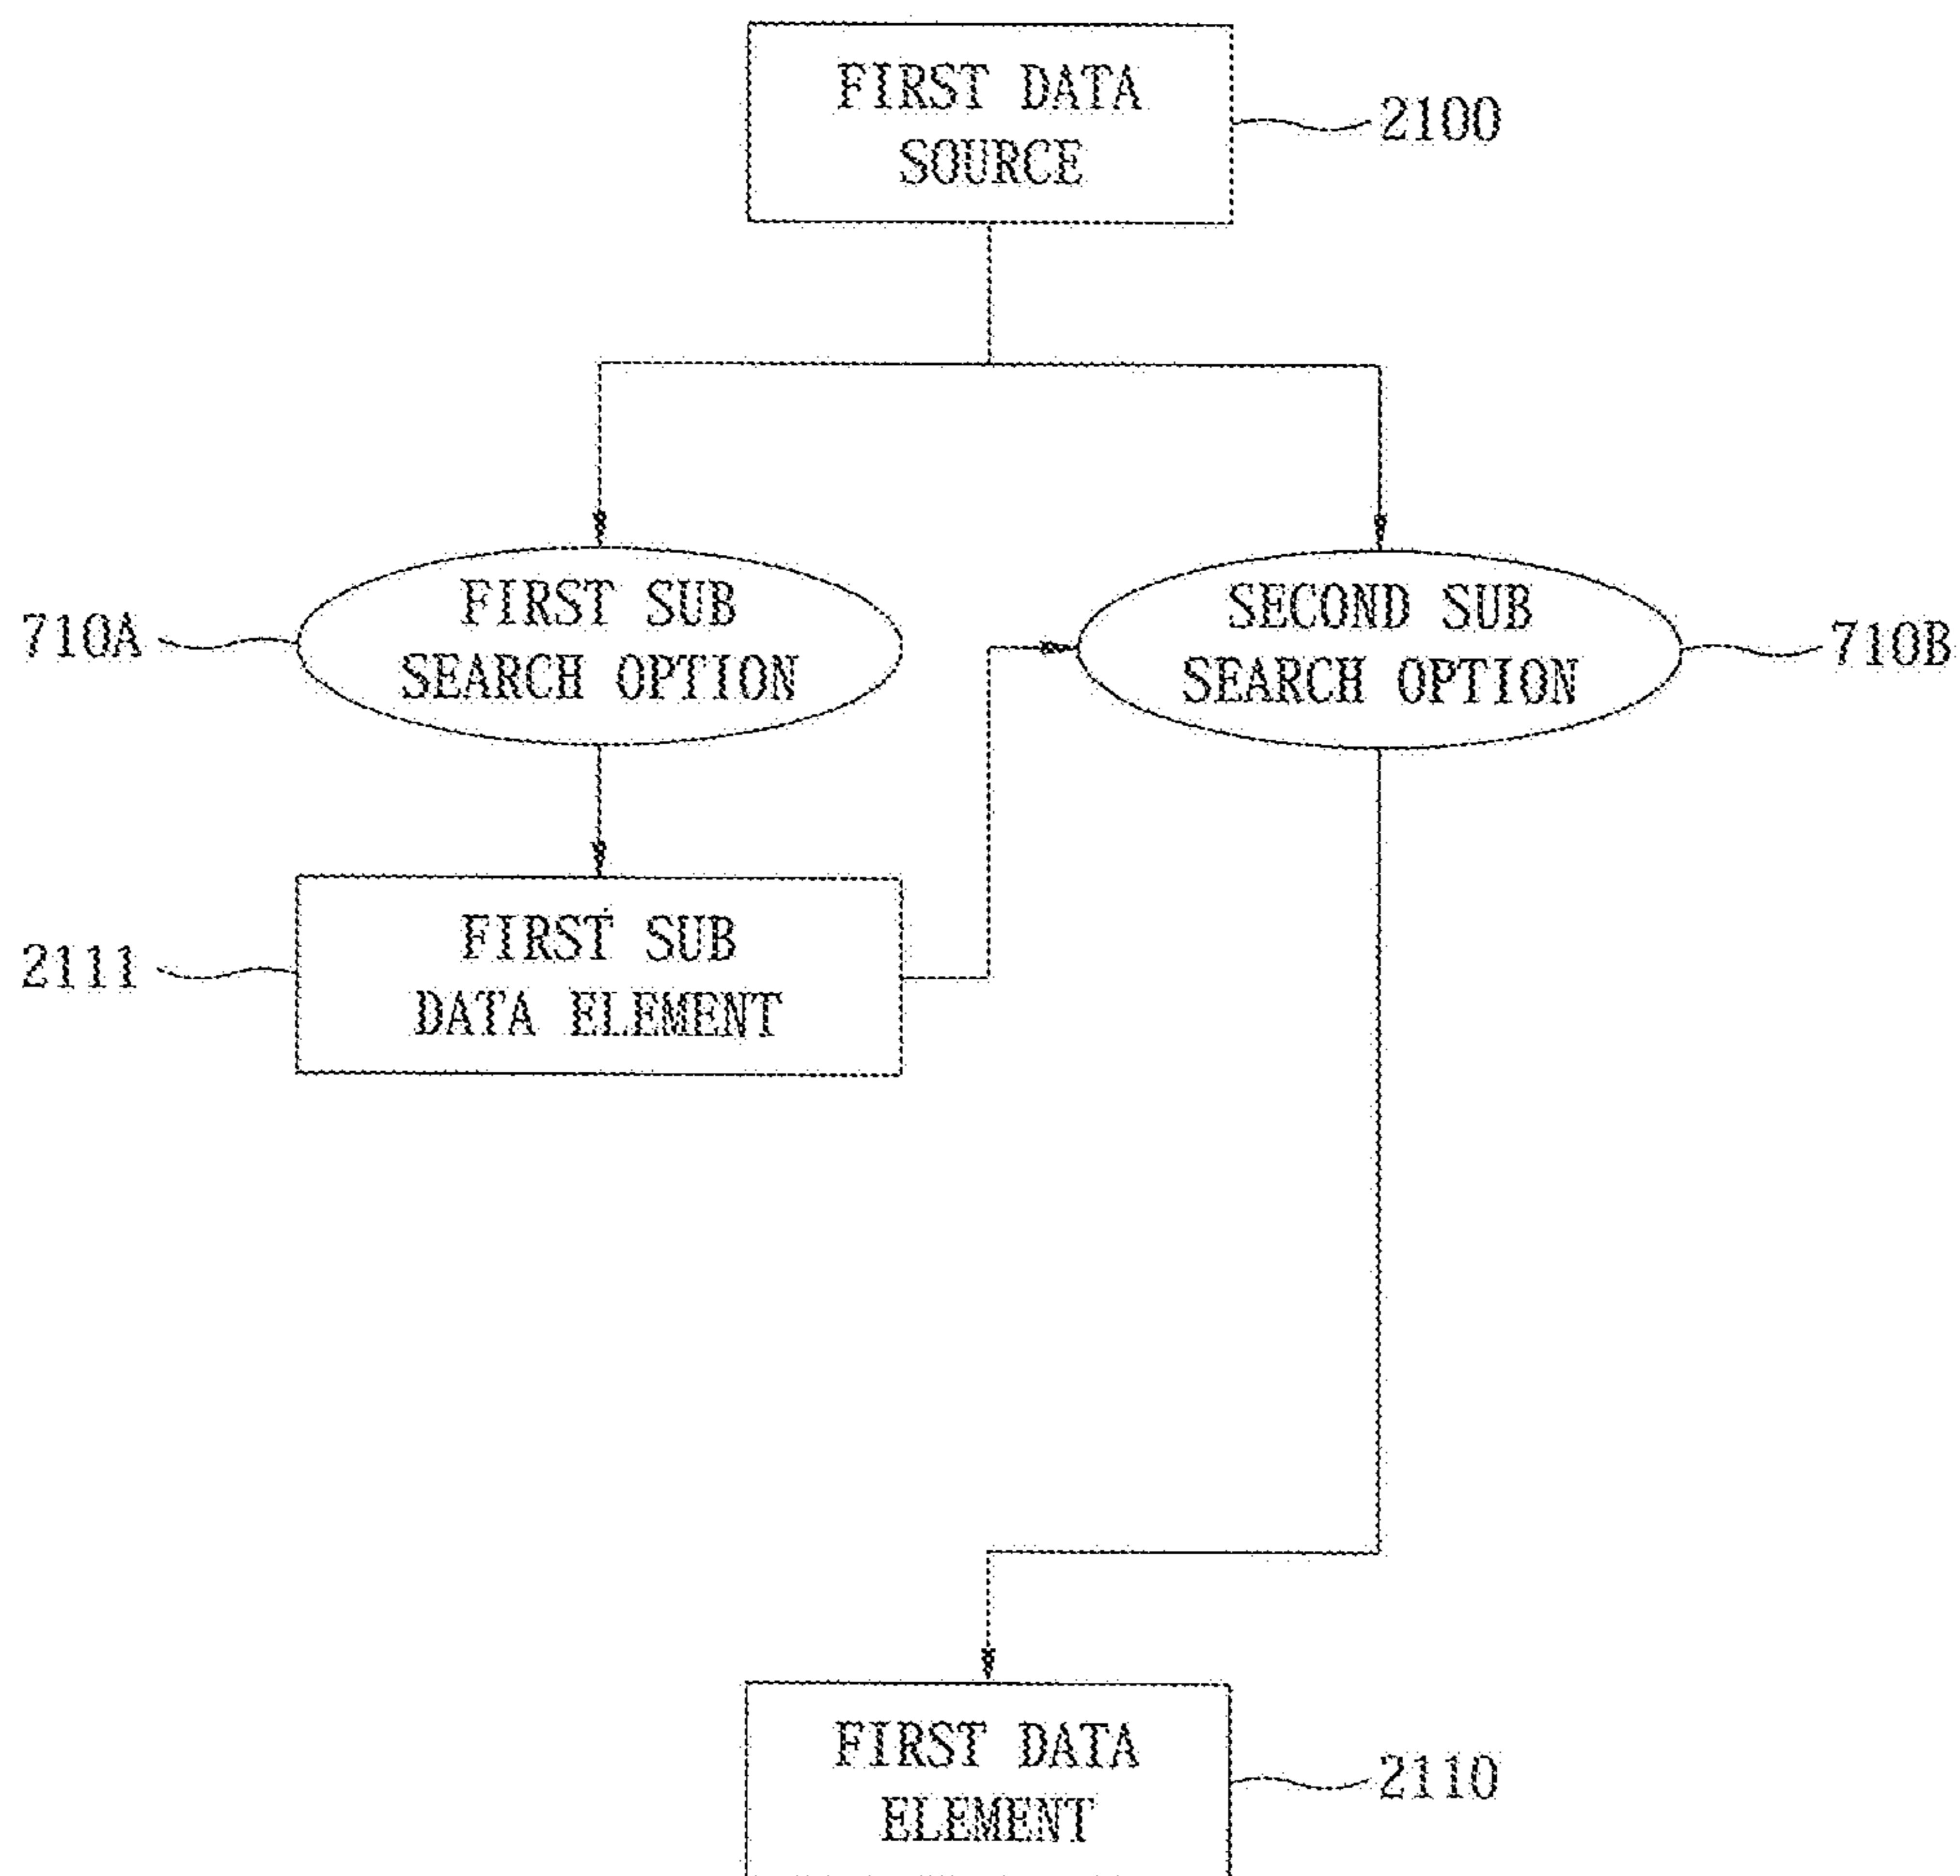 FIRST DATA
SOURCE
2100
710A
FIRST SUB
SEARCH OPTION
SECOND SUB
SEARCH OPTION
710B
2111
FIRST SUB
DATA ELEMENT
FIRST DATA
ELEMENT
2110